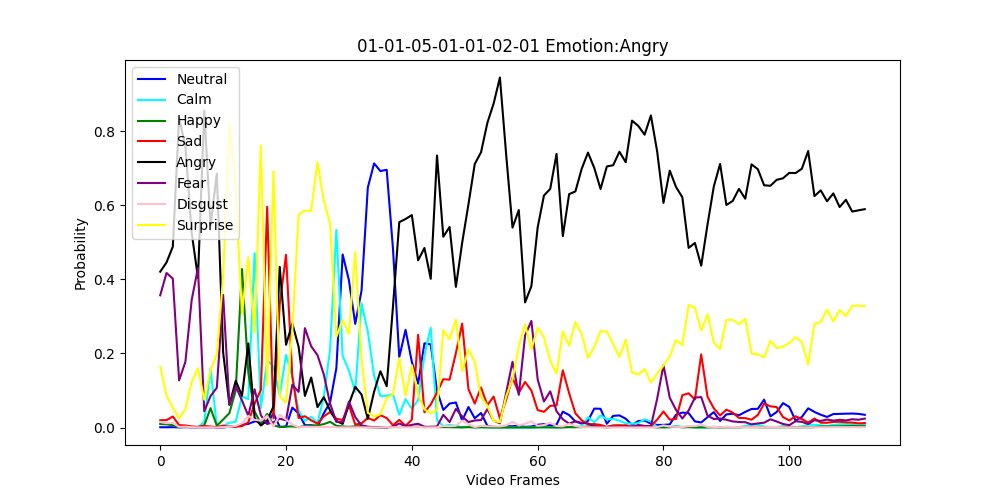 01-01-05-01-01-02-01 Emotion:Angry
Neutral
Calm
Happy
Sad
Angry
Fear
Disgust
Surprise
Probability
0.8
0.6
0.4
0.2
0.0
0 20 40 60 80 100
Video Frames